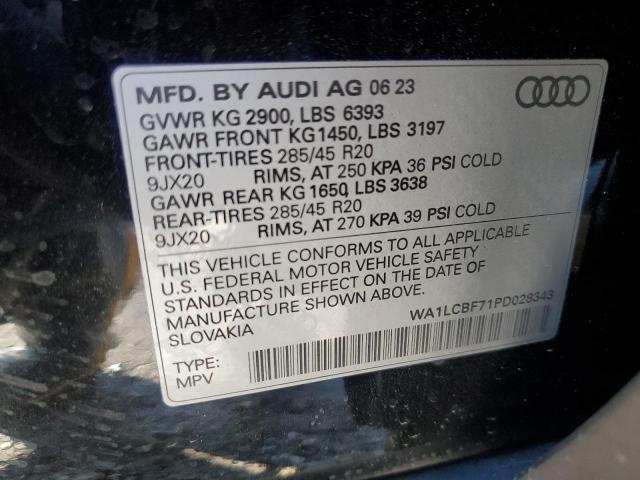 MFD. BY AUDI AG 06 23
GVWR KG 2900, LBS 6393
GAWR FRONT KG1450, LBS 3197
FRONT-TIRES 285/45 R20
9JX20 RIMS, AT 250 KPA 36 PSI COLD
GAWR REAR KG 1650, LBS 3638
REAR-TIRES 285/45 R20
9JX20 RIMS, AT 270 KPA 39 PSI COLD
THIS VEHICLE CONFORMS TO ALL APPLICABLE
U.S. FEDERAL MOTOR VEHICLE SAFETY
STANDARDS IN EFFECT ON THE DATE OF
MANUFACTURE SHOWN ABOVE.
SLOVAKIA
WA1LCBF71PD028343
TYPE:
MPV